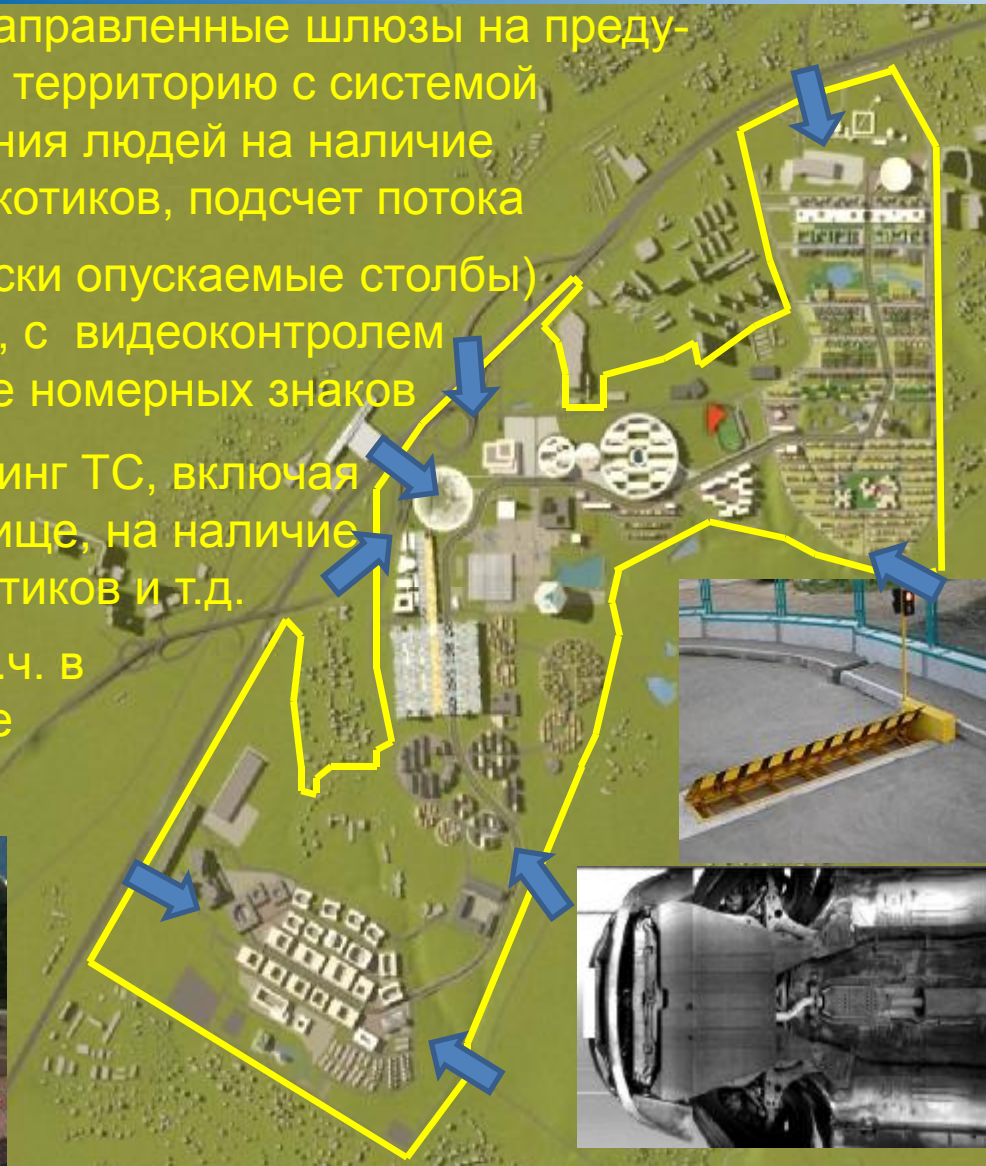 аправленные шлюзы на преду-
территорию с системой
ния людей на наличие
котиков, подсчет потока
ски опускаемые столбы)
, с видеоконтролем
е номерных знаков
инг ТС, включая
ище, на наличие
тиков и т.д.
.ч. в
е